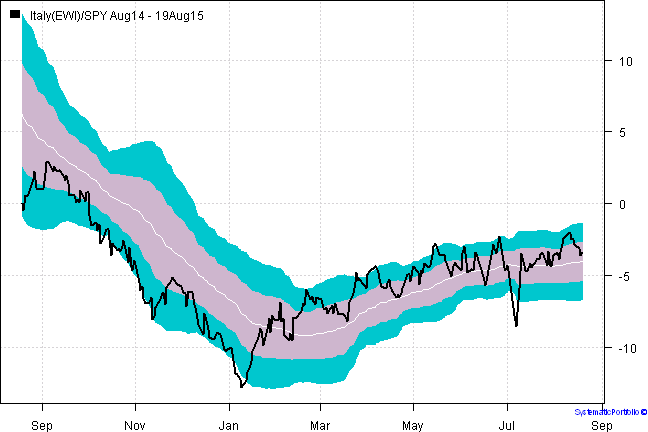 Italy(EWI)/SPY Aug14 - 19Aug15
10
5
0
-5
-10
SystematicPortfolio ©
Sep Nov Jan Mar May Jul Sep